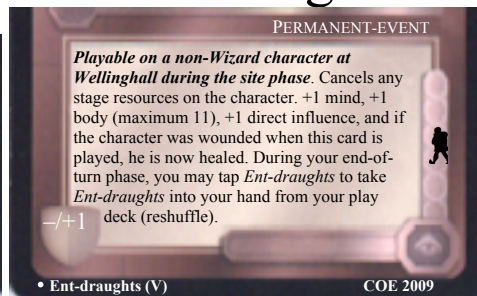 PERMANENT-EVENT
Playable on a non-Wizard character at
Wellinghall during the site phase. Cancels any
stage resources on the character. +1 mind, +1
body (maximum 11), +1 direct influence, and if
the character was wounded when this card is
played, he is now healed. During your end-of-
turn phase, you may tap Ent-draughts to take
Ent-draughts into your hand from your play
deck (reshuffle).
–/+1
• Ent-draughts (V)
COE 2009